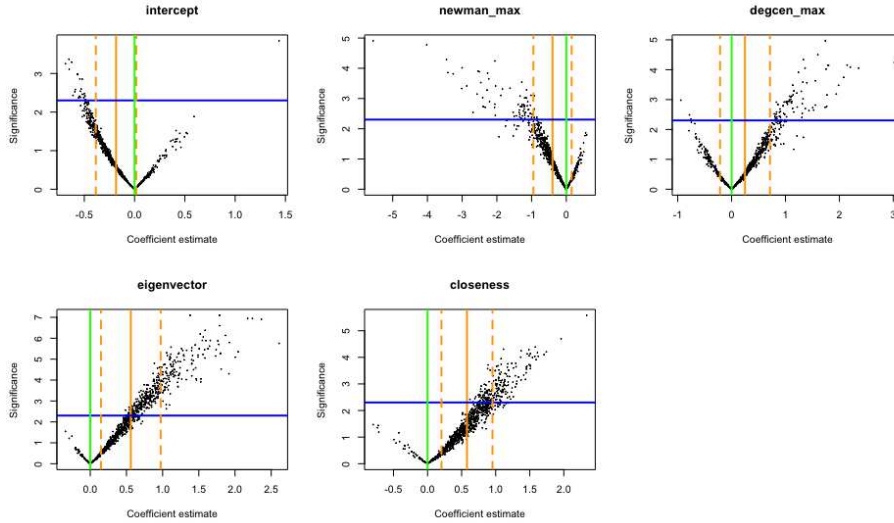 intercept
newman_max
degcen_max
Significance
0 1 2 3
-0.5 0.0 0.5 1.0 1.5
Coefficient estimate
Significance
0 1 2 3 4 5
-5 -4 -3 -2 -1 0
Coefficient estimate
Significance
0 1 2 3 4 5
-1 0 1 2 3
Coefficient estimate
eigenvector
closeness
Significance
0 1 2 3 4 5 6 7
0.0 0.5 1.0 1.5 2.0 2.5
Coefficient estimate
Significance
0 1 2 3 4 5
-0.5 0.0 0.5 1.0 1.5 2.0
Coefficient estimate